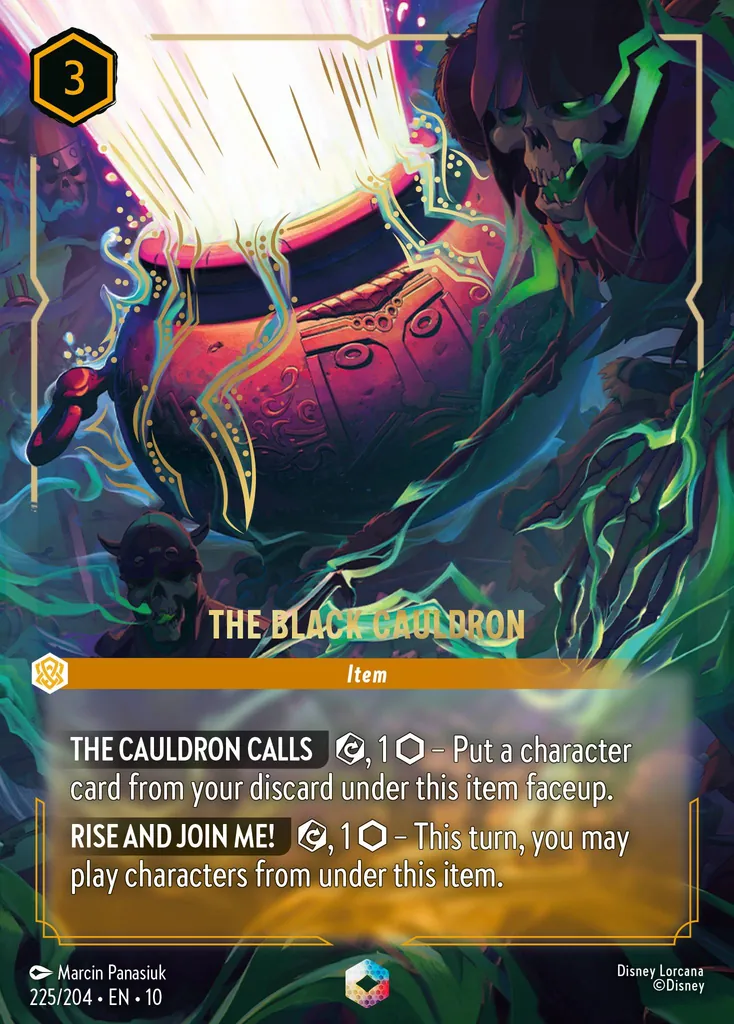 3
THE BLACK CAULDRON
Item
THE CAULDRON CALLS , 1 – Put a character
card from your discard under this item faceup.
RISE AND JOIN ME! , 1 – This turn, you may
play characters from under this item.
Marcin Panasiuk
225/204 • EN • 10
Disney Lorcana
©Disney